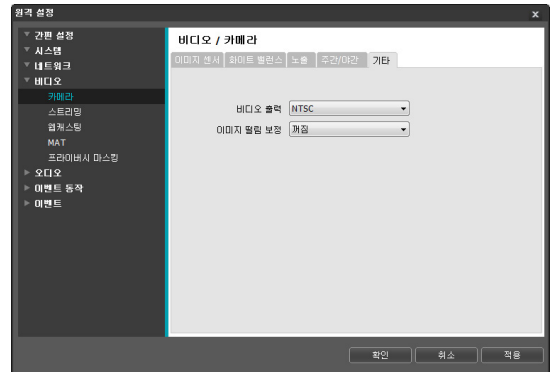 원격 설정
x
간편 설정
시스템
네트워크
비디오
카메라
스트리밍
웹캐스팅
MAT
프라이버시 마스킹
오디오
이벤트 동작
이벤트
비디오 / 카메라
이미지 센서 화이트 밸런스 노출 주간/야간 기타
비디오 출력 NTSC
이미지 떨림 보정 꺼짐
확인 취소 적용